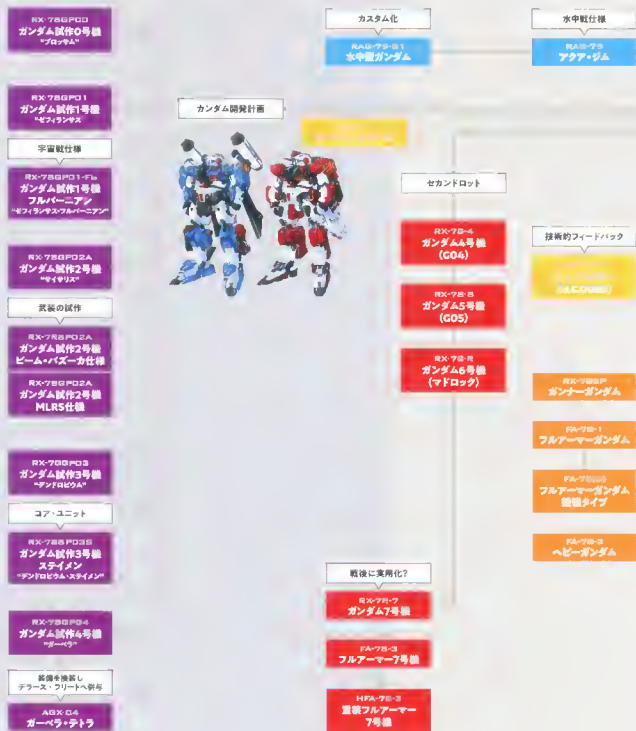 RX-78GP00
ガンダム試作0号機
"ブロッサム"
RX-78GP01
ガンダム試作1号機
"ゼフィランサス
宇宙戦仕様
RX-78GP01-Fb
ガンダム試作1号機
フルバーニアン
"ゼフィランサス・フルバーニアン"
RX-78GP02A
ガンダム試作2号機
"サイサリス"
武装の試作
RX-78GP02A
ガンダム試作2号機
ビーム・バズーカ仕様
RX-78GP02A
ガンダム試作2号機
MLRS仕様
RX-78GP03
ガンダム試作3号機
"デンドロビウム"
コア・ユニット
RX-78GP03S
ガンダム試作3号機
ステイメン
"デンドロビウム・ステイメン"
RX-78GP04
ガンダム試作4号機
"ガーベラ"
装備を換装し
デラーズ・フリートへ供与
AGX-04
ガーベラ・テトラ
ガンダム開発計画
カスタム化
RAG-79-G1
水中型ガンダム
水中戦仕様
RAG-79
アクア・ジム
セカンドロット
RX-78-4
ガンダム4号機
(G04)
RX-78-5
ガンダム5号機
(G05)
RX-78-6
ガンダム6号機
(マドロック)
戦後に実用化?
RX-78-7
ガンダム7号機
FA-78-3
フルアーマー7号機
HFA-78-3
重装フルアーマー
7号機
技術的フィードバック
RX-78SP
ガンナーガンダム
FA-78-1
フルアーマーガンダム
フルアーマーガンダム
陸戦タイプ
FA-78-2
ヘビーガンダム